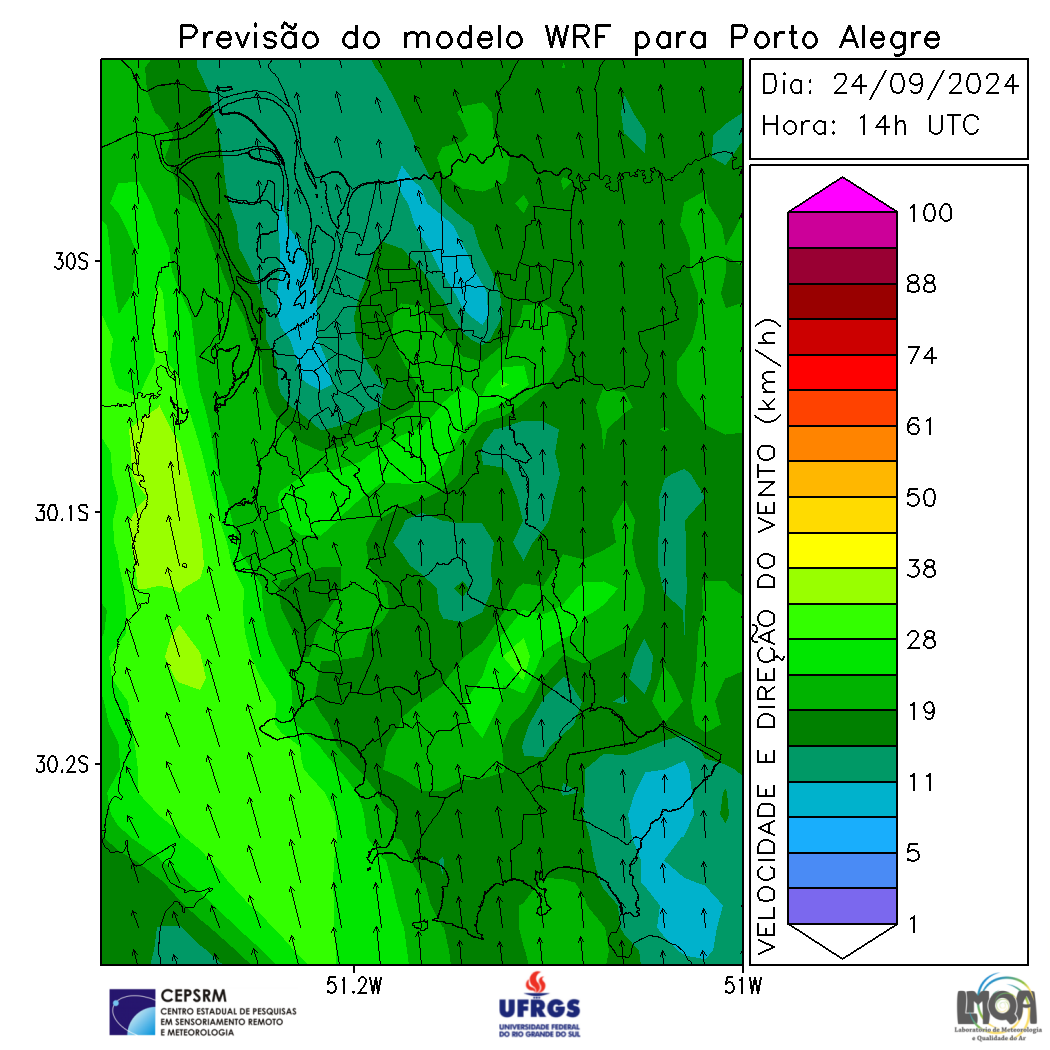 Previsão do modelo WRF para Porto Alegre
Dia: 24/09/2024
Hora: 14h UTC
30S
30.1S
30.2S
51.2W
51W
VELOCIDADE E DIREÇÃO DO VENTO (km/h)
100
88
74
61
50
38
28
19
11
5
1
CEPSRM
CENTRO ESTADUAL DE PESQUISAS
EM SENSORIAMENTO REMOTO
E METEOROLOGIA
UFRGS
UNIVERSIDADE FEDERAL
DO RIO GRANDE DO SUL
LMQA
Laboratório de Meteorologia
e Qualidade do Ar